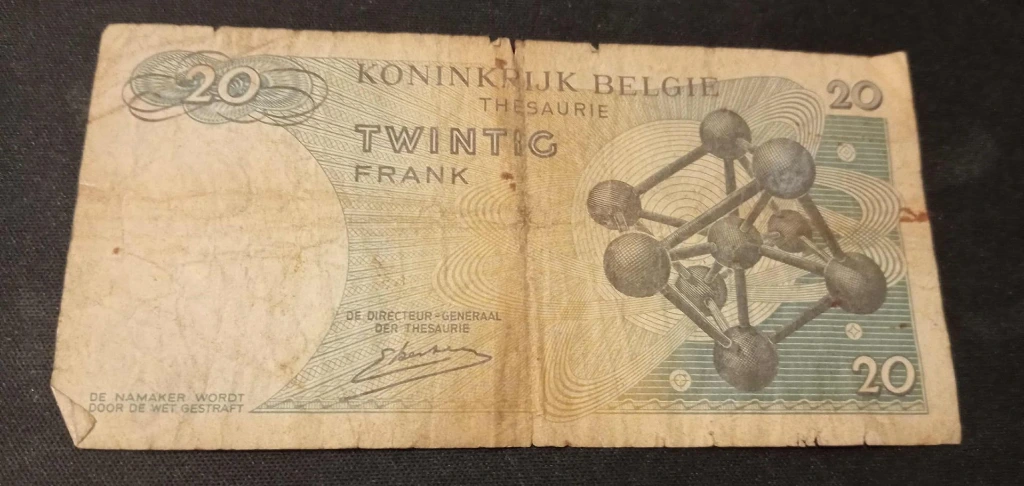 20
KONINKRIJK BELGIE
THESAURIE
TWINTIG
FRANK
20
DE DIRECTEUR-GENERAAL
DER THESAURIE
DE NAMAKER WORDT
DOOR DE WET GESTRAFT
20